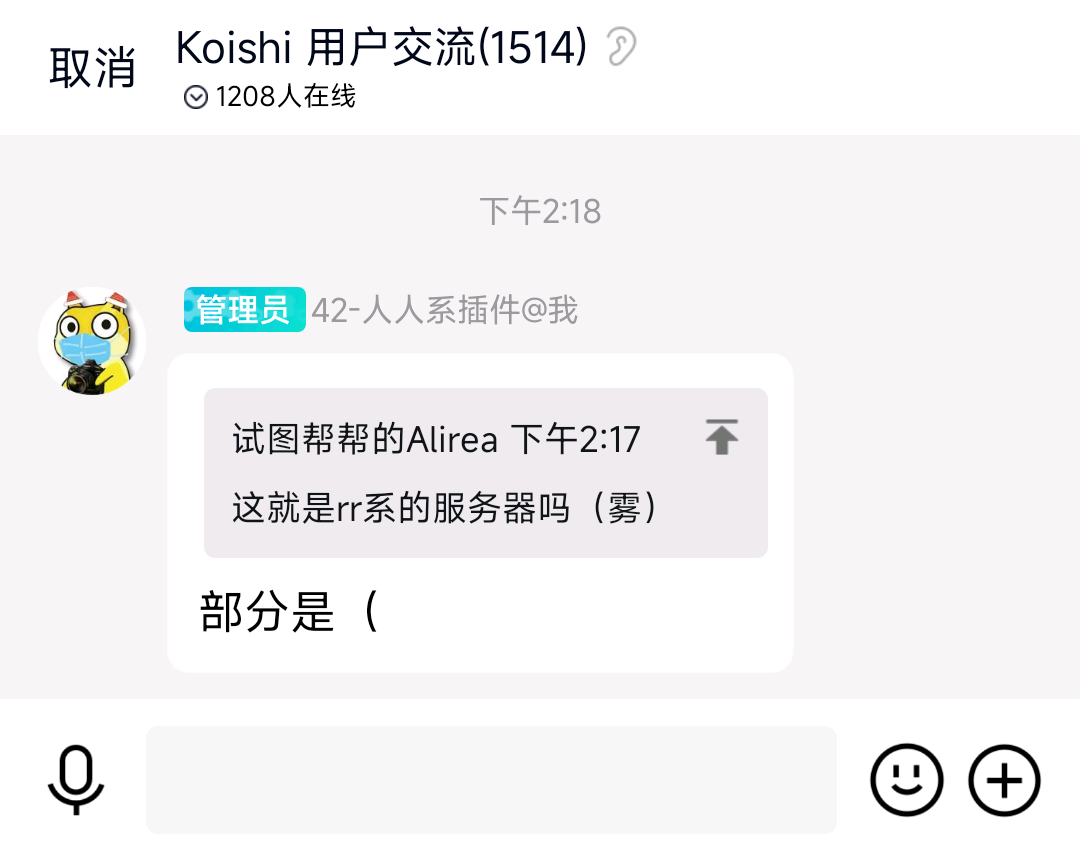 取消
Koishi 用户交流(1514)
1208人在线
下午2:18
管理员 42-人人系插件@我
试图帮帮的Alirea 下午2:17
这就是rr系的服务器吗（雾）
部分是（